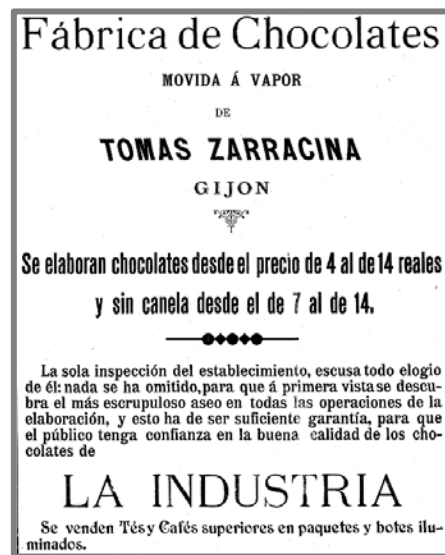 Fábrica de Chocolates
MOVIDA Á VAPOR
DE
TOMAS ZARRACINA
GIJON
Se elaboran chocolates desde el precio de 4 al de 14 reales
y sin canela desde el de 7 al de 14.
La sola inspección del establecimiento, escusa todo elogio
de él: nada se ha omitido, para que á primera vista se descu-
bra el más escrupuloso aseo en todas las operaciones de la
elaboración, y esto ha de ser suficiente garantía, para que
el público tenga confianza en la buena calidad de los cho-
colates de
LA INDUSTRIA
Se venden Tés y Cafés superiores en paquetes y botes ilu-
minados.